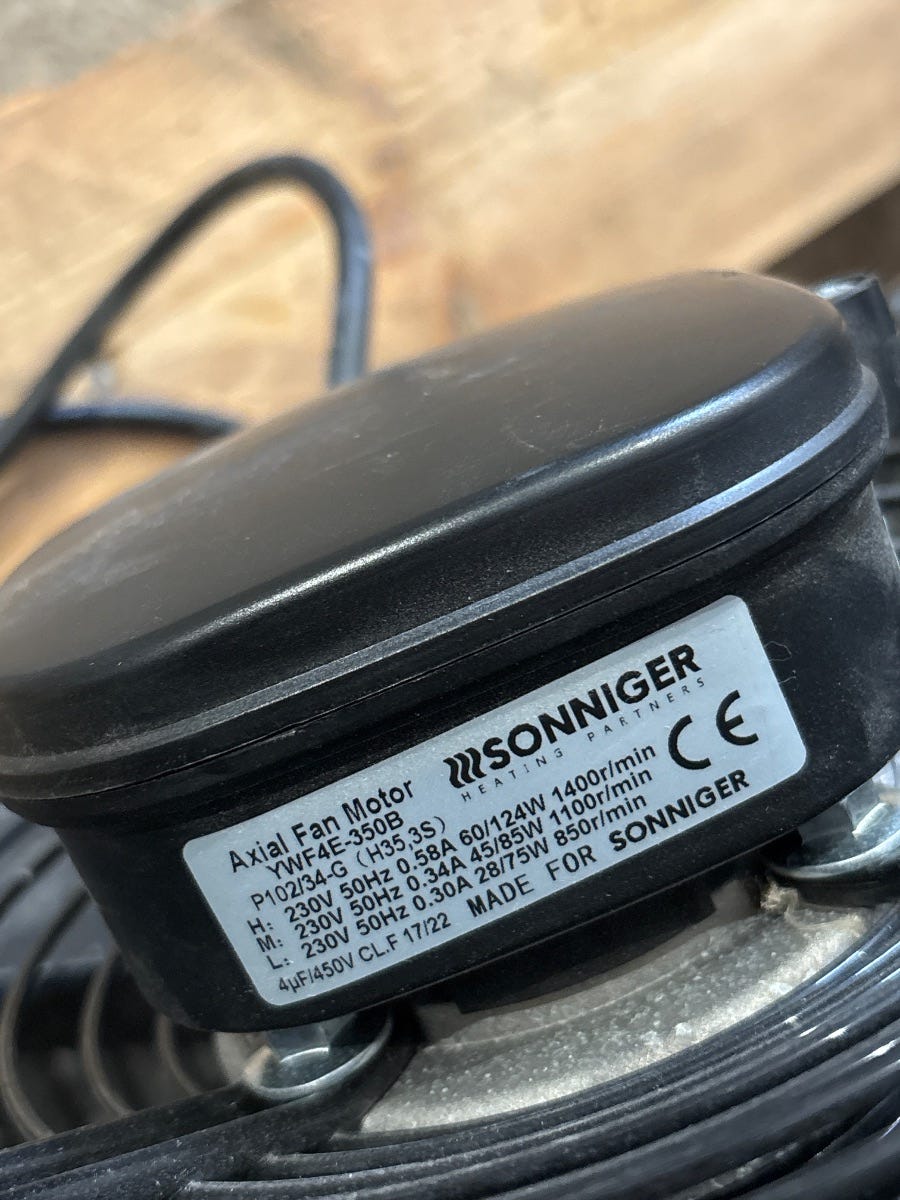 SONNIGER
HEATING PARTNERS
Axial Fan Motor
YWF4E-350B
P102/34-G (H35,3S)
H: 230V 50Hz 0.58A 60/124W 1400r/min
M: 230V 50Hz 0.34A 45/85W 1100r/min
L: 230V 50Hz 0.30A 28/75W 850r/min
4μF/450V CL.F 17/22 MADE FOR SONNIGER
CE